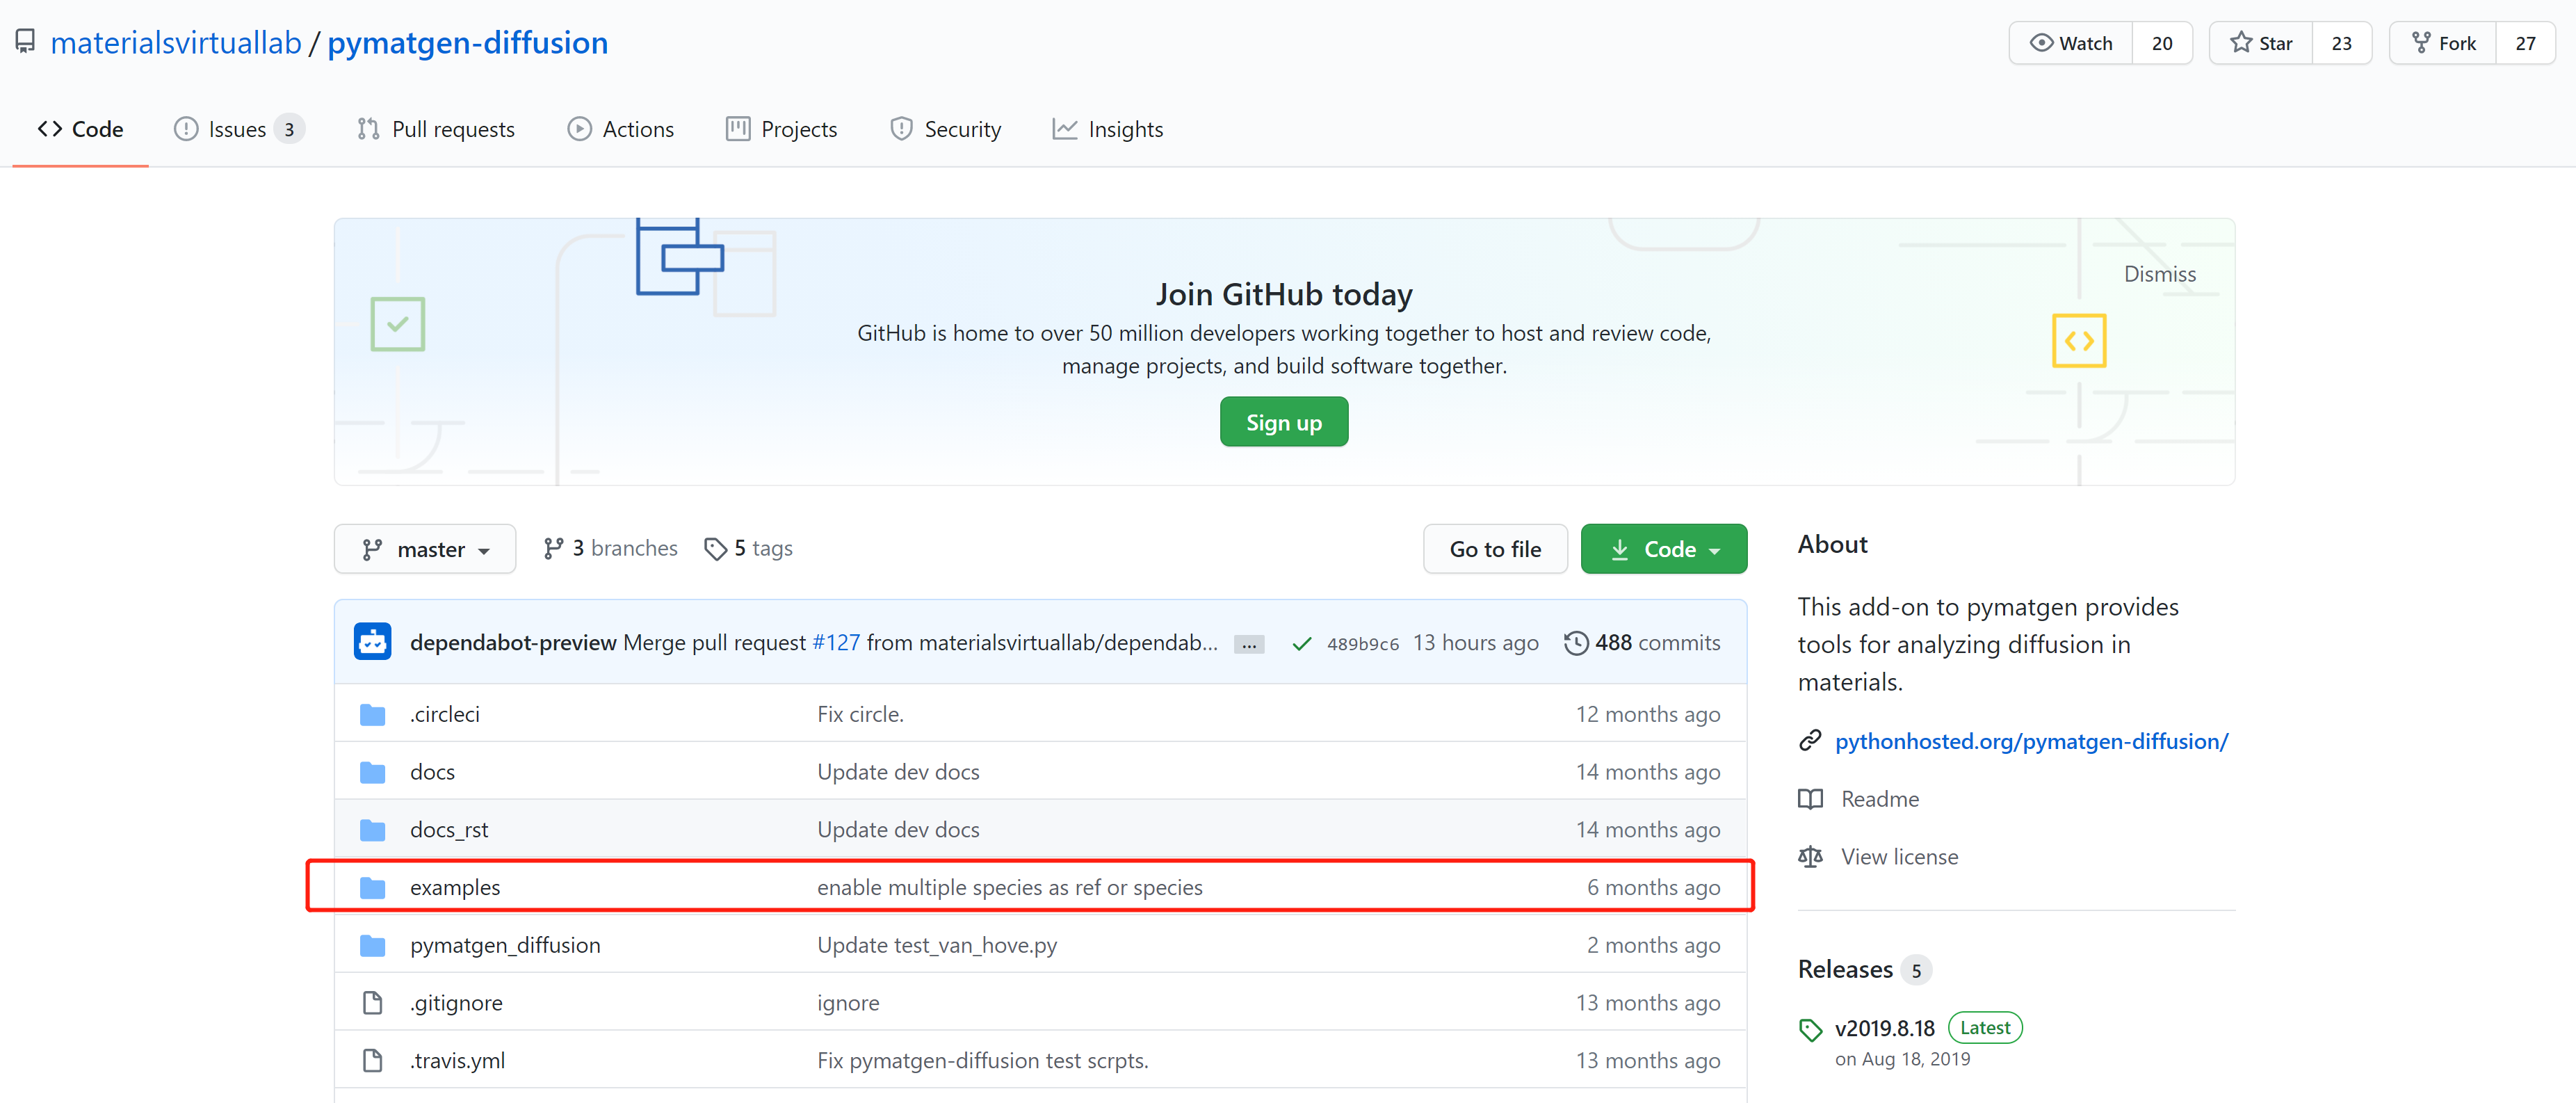 materialsvirtuallab / pymatgen-diffusion
Watch 20 Star 23 Fork 27
Code Issues 3 Pull requests Actions Projects Security Insights
Join GitHub today
Dismiss
GitHub is home to over 50 million developers working together to host and review code,
manage projects, and build software together.
Sign up
master 3 branches 5 tags Go to file Code
dependabot-preview Merge pull request #127 from materialsvirtuallab/dependab... ... 489b9c6 13 hours ago 488 commits
.circleci Fix circle. 12 months ago
docs Update dev docs 14 months ago
docs_rst Update dev docs 14 months ago
examples enable multiple species as ref or species 6 months ago
pymatgen_diffusion Update test_van_hove.py 2 months ago
.gitignore ignore 13 months ago
.travis.yml Fix pymatgen-diffusion test scrpts. 13 months ago
About
This add-on to pymatgen provides
tools for analyzing diffusion in
materials.
pythonhosted.org/pymatgen-diffusion/
Readme
View license
Releases 5
v2019.8.18 Latest
on Aug 18, 2019